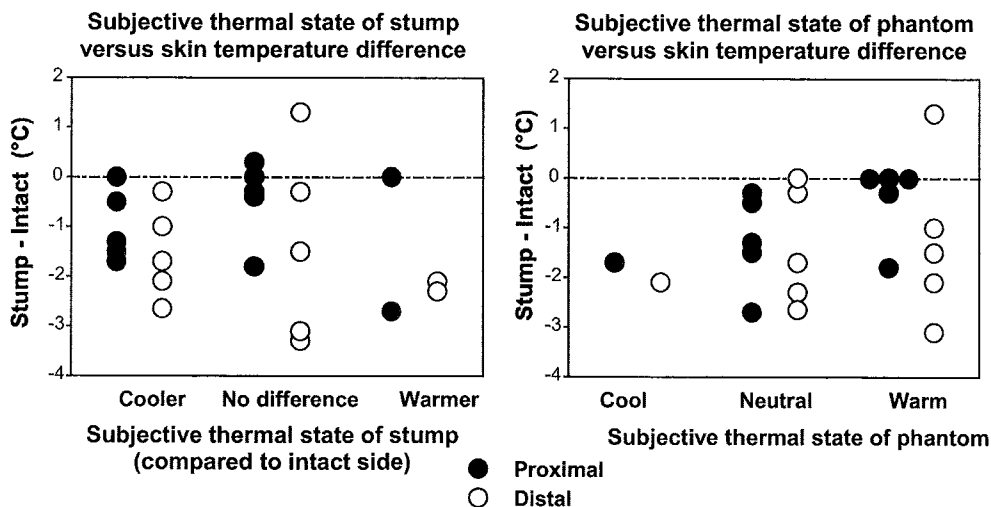 Subjective thermal state of stump
versus skin temperature difference
Subjective thermal state of phantom
versus skin temperature difference
Stump - Intact (°C)
2
1
0
-1
-2
-3
-4
Cooler No difference Warmer
Subjective thermal state of stump
(compared to intact side)
Stump - Intact (°C)
2
1
0
-1
-2
-3
-4
Cool Neutral Warm
Subjective thermal state of phantom
Proximal
Distal